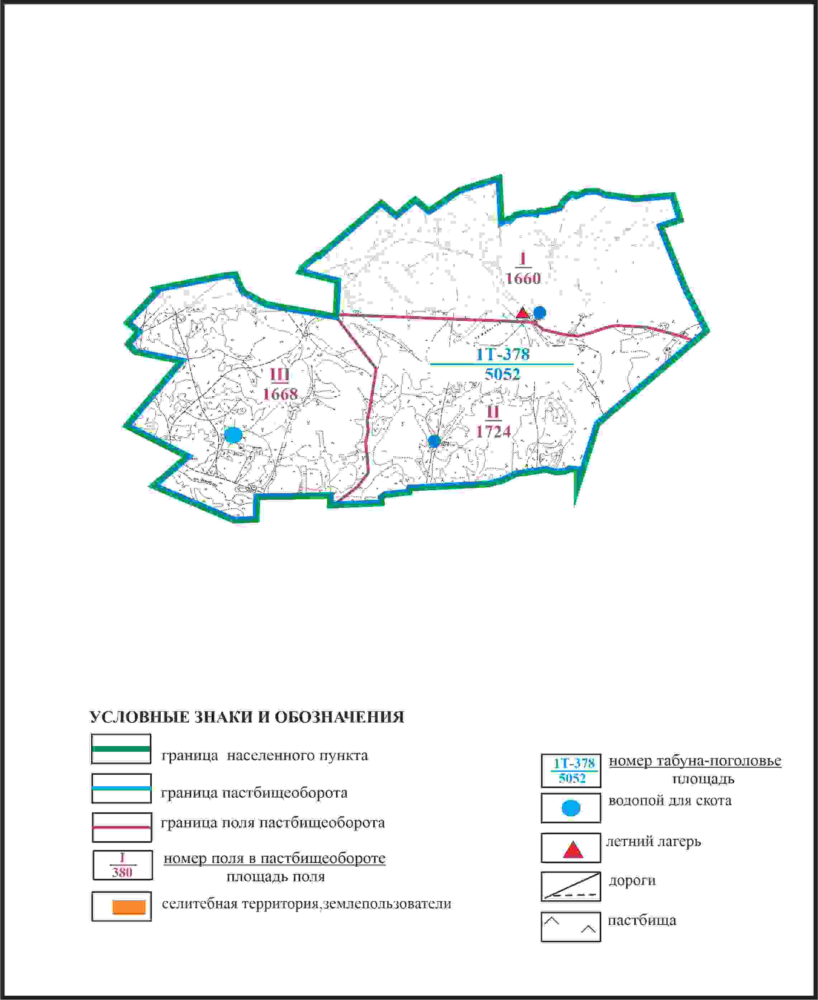 I
1660
1Т-378
5052
III
1668
II
1724
УСЛОВНЫЕ ЗНАКИ И ОБОЗНАЧЕНИЯ
граница населенного пункта
граница пастбищеоборота
граница поля пастбищеоборота
I
380
номер поля в пастбищеобороте
площадь поля
селитебная территория,землепользователи
1Т-378
5052
номер табуна-поголовье
площадь
водопой для скота
летний лагерь
дороги
пастбища